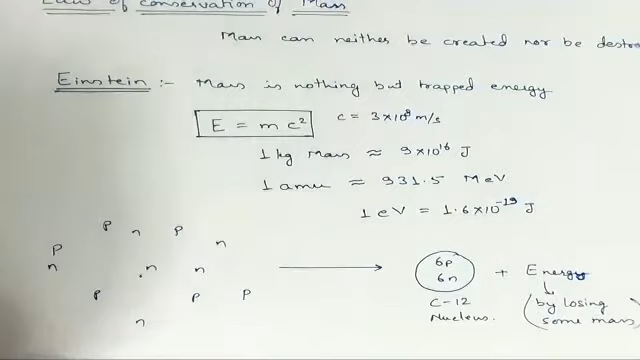 Law of conservation of Mass
Mass can neither be created nor be destro
Einstein :- Mass is nothing but trapped energy
E = mc² c = 3×10⁸ m/s
1 kg Mass ≈ 9×10¹⁶ J
1 amu ≈ 931.5 MeV
1 eV = 1.6×10⁻¹⁹ J
p n p
p n
n n n
p p p
n
6p
6n
+ Energy
C-12
Nucleus.
(by losing
some mass)